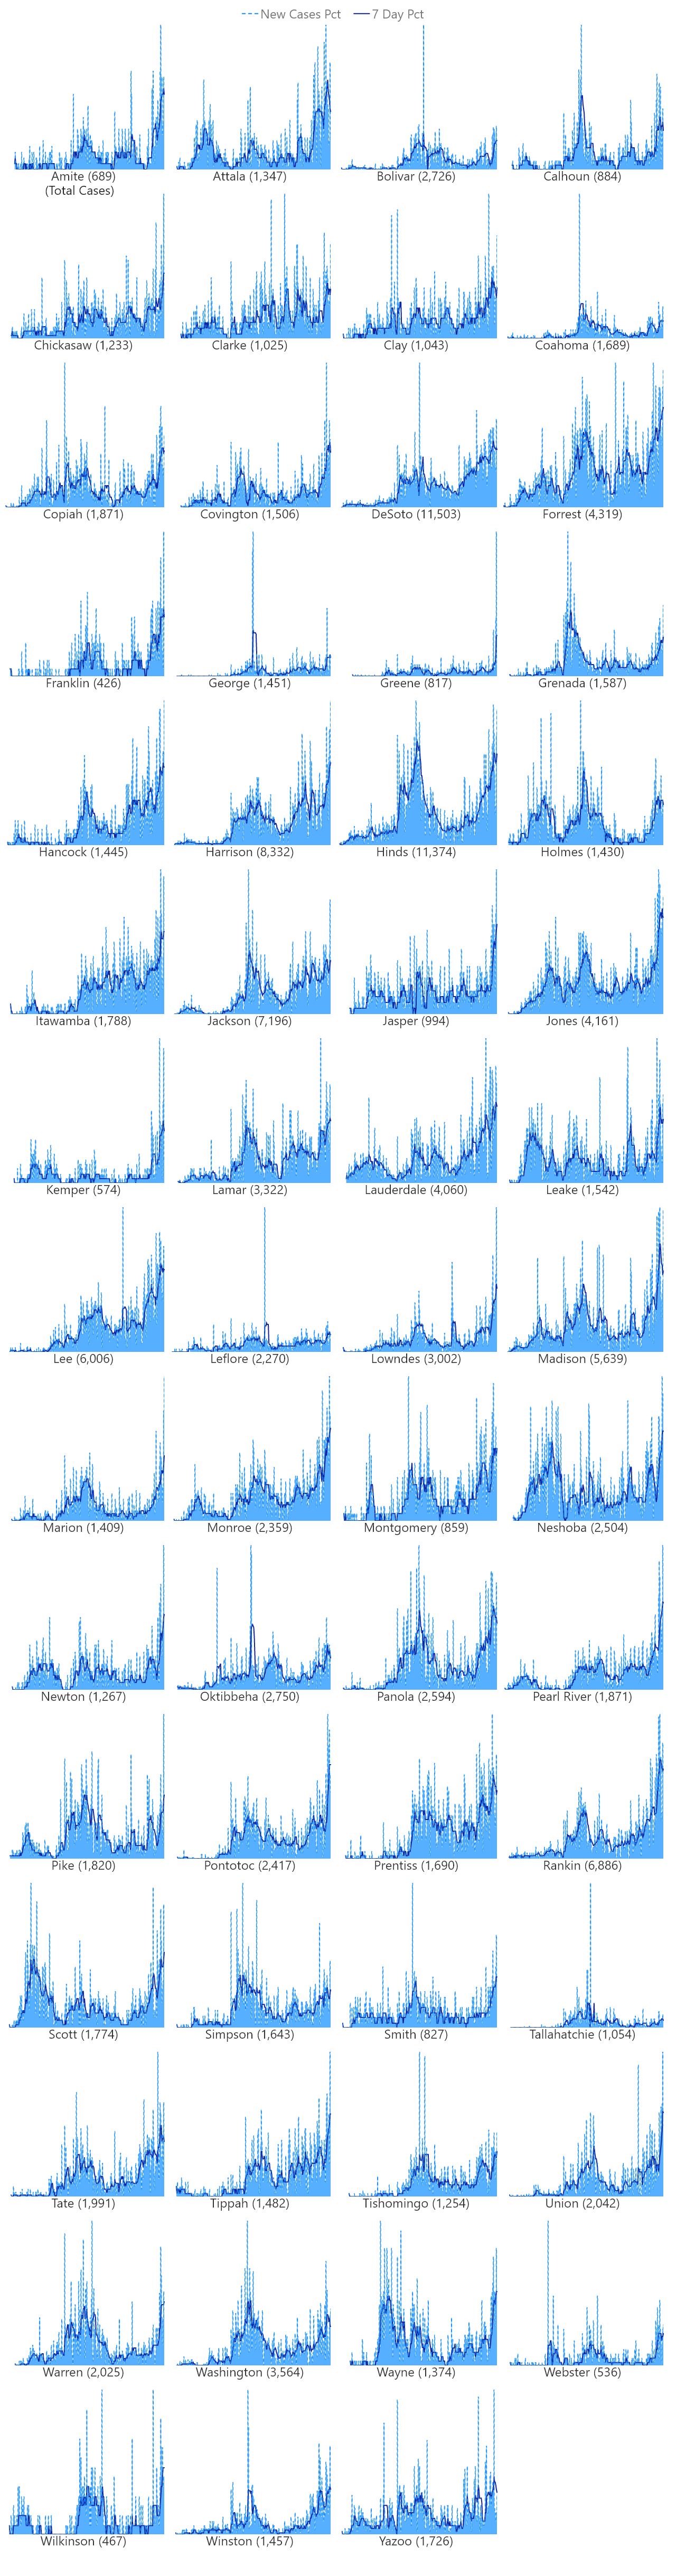 New Cases Pct 7 Day Pct
Amite (689) Attala (1,347) Bolivar (2,726) Calhoun (884)
(Total Cases)
Chickasaw (1,233) Clarke (1,025) Clay (1,043) Coahoma (1,689)
Copiah (1,871) Covington (1,506) DeSoto (11,503) Forrest (4,319)
Franklin (426) George (1,451) Greene (817) Grenada (1,587)
Hancock (1,445) Harrison (8,332) Hinds (11,374) Holmes (1,430)
Itawamba (1,788) Jackson (7,196) Jasper (994) Jones (4,161)
Kemper (574) Lamar (3,322) Lauderdale (4,060) Leake (1,542)
Lee (6,006) Leflore (2,270) Lowndes (3,002) Madison (5,639)
Marion (1,409) Monroe (2,359) Montgomery (859) Neshoba (2,504)
Newton (1,267) Oktibbeha (2,750) Panola (2,594) Pearl River (1,871)
Pike (1,820) Pontotoc (2,417) Prentiss (1,690) Rankin (6,886)
Scott (1,774) Simpson (1,643) Smith (827) Tallahatchie (1,054)
Tate (1,991) Tippah (1,482) Tishomingo (1,254) Union (2,042)
Warren (2,025) Washington (3,564) Wayne (1,374) Webster (536)
Wilkinson (467) Winston (1,457) Yazoo (1,726)